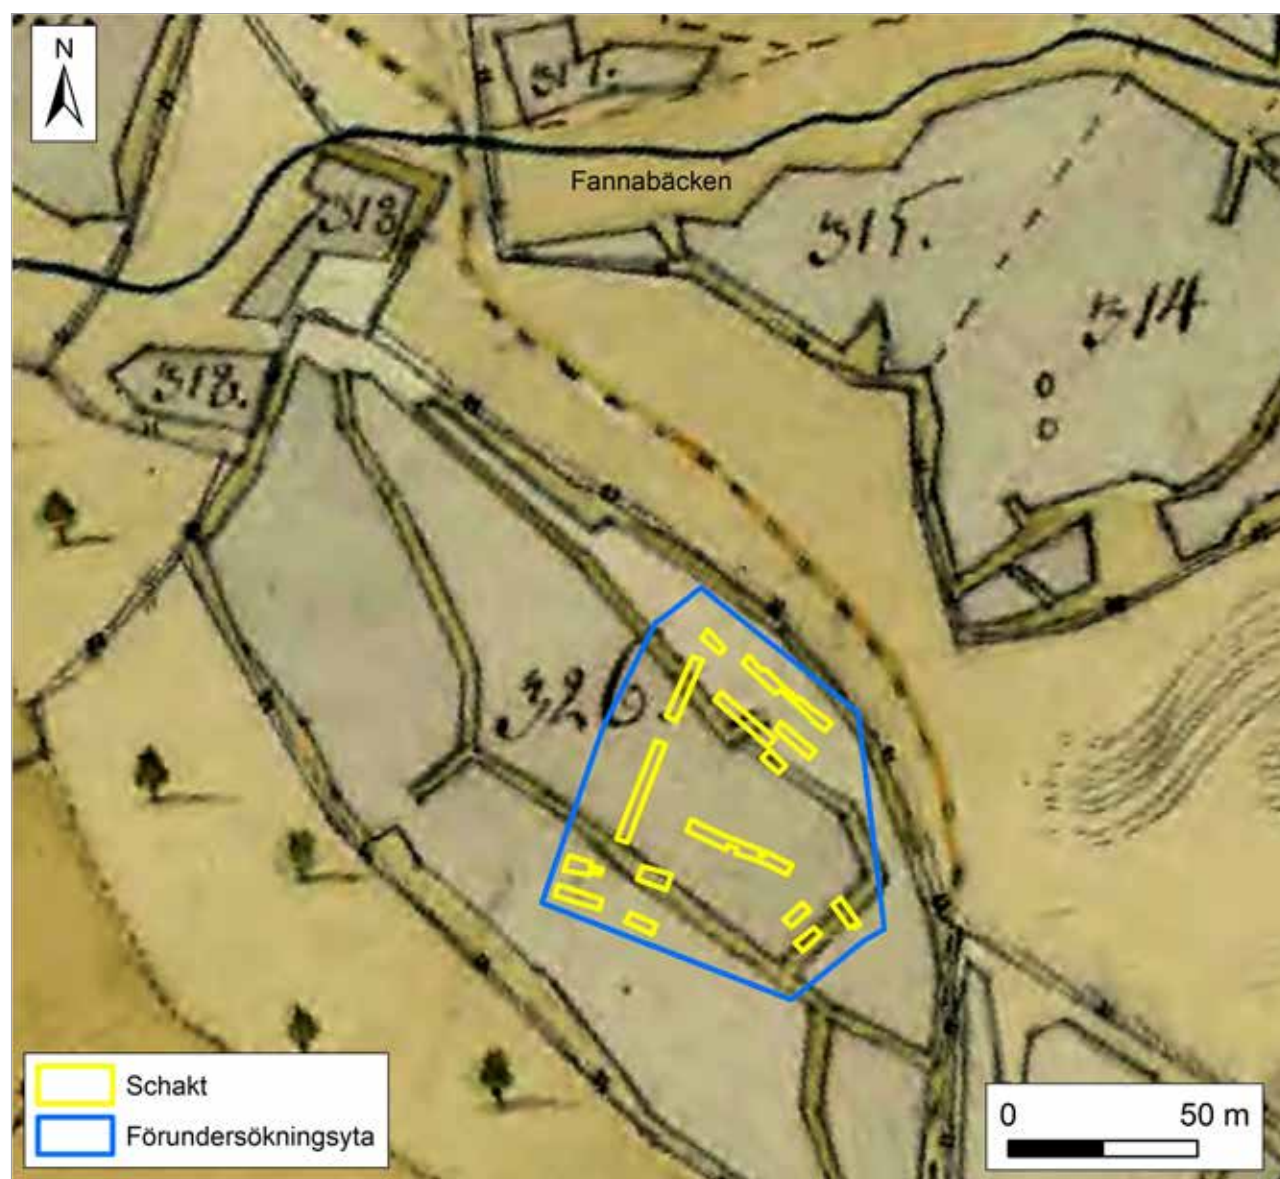 N
317.
Fannabäcken
318
315.
314
318.
320.
Schakt
Förundersökningsyta
0 50 m